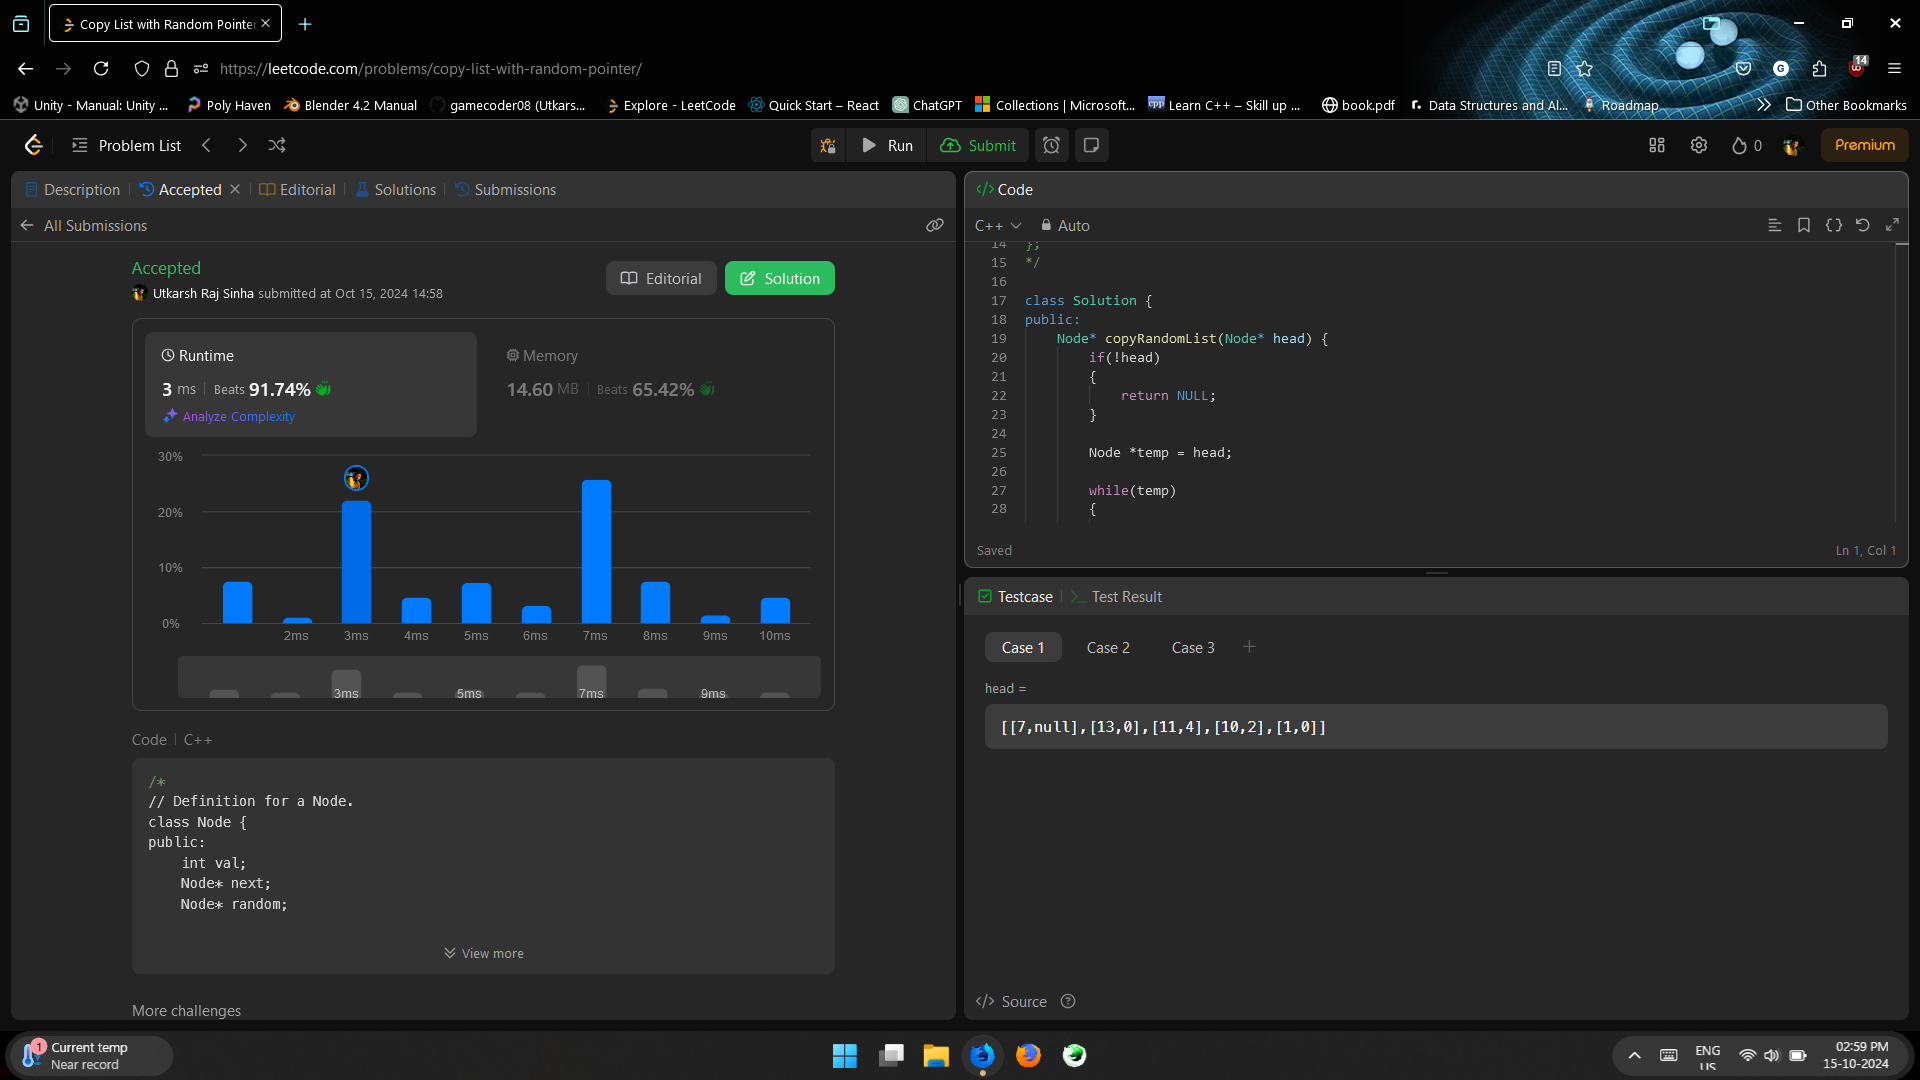 Copy List with Random Pointer
https://leetcode.com/problems/copy-list-with-random-pointer/
14
Unity - Manual: Unity ...
Poly Haven
Blender 4.2 Manual
gamecoder08 (Utkars...
Explore - LeetCode
Quick Start – React
ChatGPT
Collections | Microsoft...
Learn C++ – Skill up ...
book.pdf
Data Structures and Al...
Roadmap
Other Bookmarks
Problem List
Run
Submit
0
Premium
Description
Accepted
Editorial
Solutions
Submissions
All Submissions
Accepted
Utkarsh Raj Sinha submitted at Oct 15, 2024 14:58
Editorial
Solution
Runtime
3 ms | Beats 91.74%
Analyze Complexity
Memory
14.60 MB | Beats 65.42%
30%
20%
10%
0%
2ms 3ms 4ms 5ms 6ms 7ms 8ms 9ms 10ms
3ms 5ms 7ms 9ms
Code | C++
/*
// Definition for a Node.
class Node {
public:
    int val;
    Node* next;
    Node* random;
View more
More challenges
</> Code
C++
Auto
14 };
15 */
16
17 class Solution {
18 public:
19     Node* copyRandomList(Node* head) {
20         if(!head)
21         {
22             return NULL;
23         }
24
25         Node *temp = head;
26
27         while(temp)
28         {
Saved
Ln 1, Col 1
Testcase
>_ Test Result
Case 1
Case 2
Case 3
+
head =
[[7,null],[13,0],[11,4],[10,2],[1,0]]
</> Source
1
Current temp
Near record
ENG
US
02:59 PM
15-10-2024